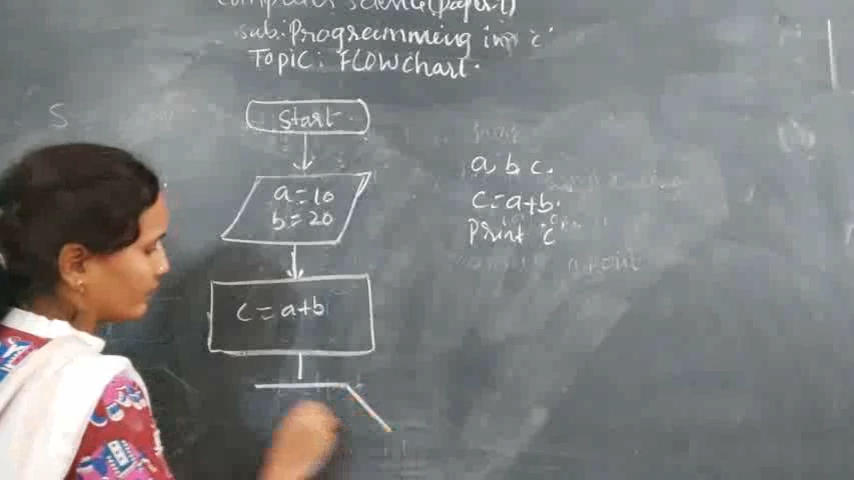 computer science(paper-I)
sub: Programming in 'c'
Topic: FLOWchart.
Start
a=10
b=20
c=a+b
S
a b c.
c=a+b.
Print 'c'